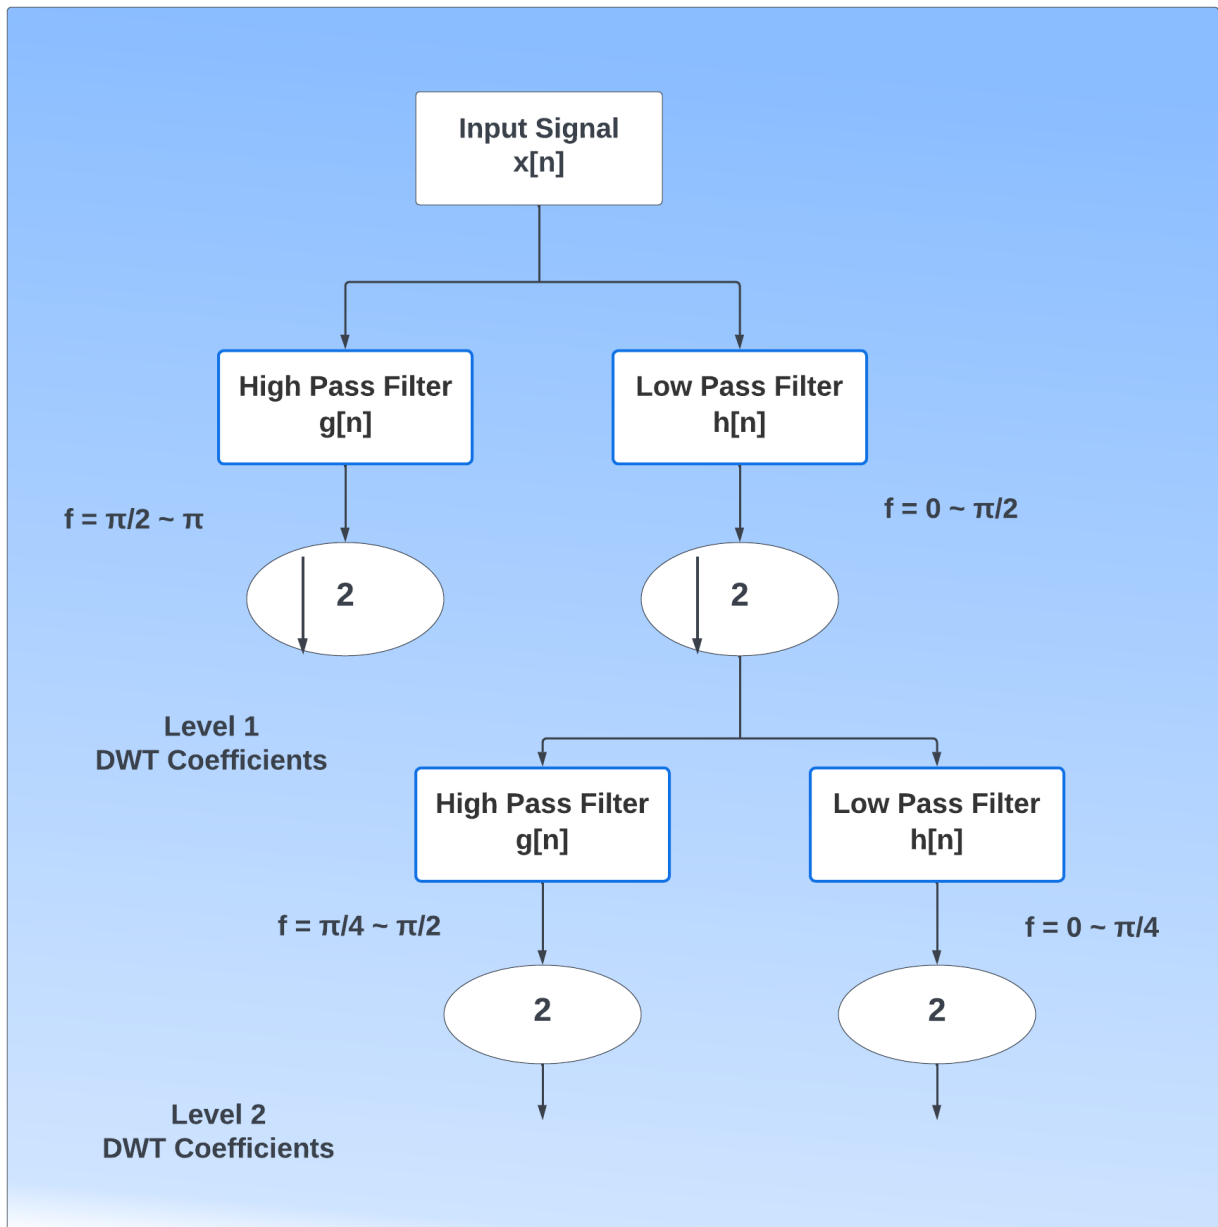 Input Signal
x[n]
High Pass Filter
g[n]
Low Pass Filter
h[n]
f = π/2 ~ π
f = 0 ~ π/2
2
2
Level 1
DWT Coefficients
High Pass Filter
g[n]
Low Pass Filter
h[n]
f = π/4 ~ π/2
f = 0 ~ π/4
2
2
Level 2
DWT Coefficients